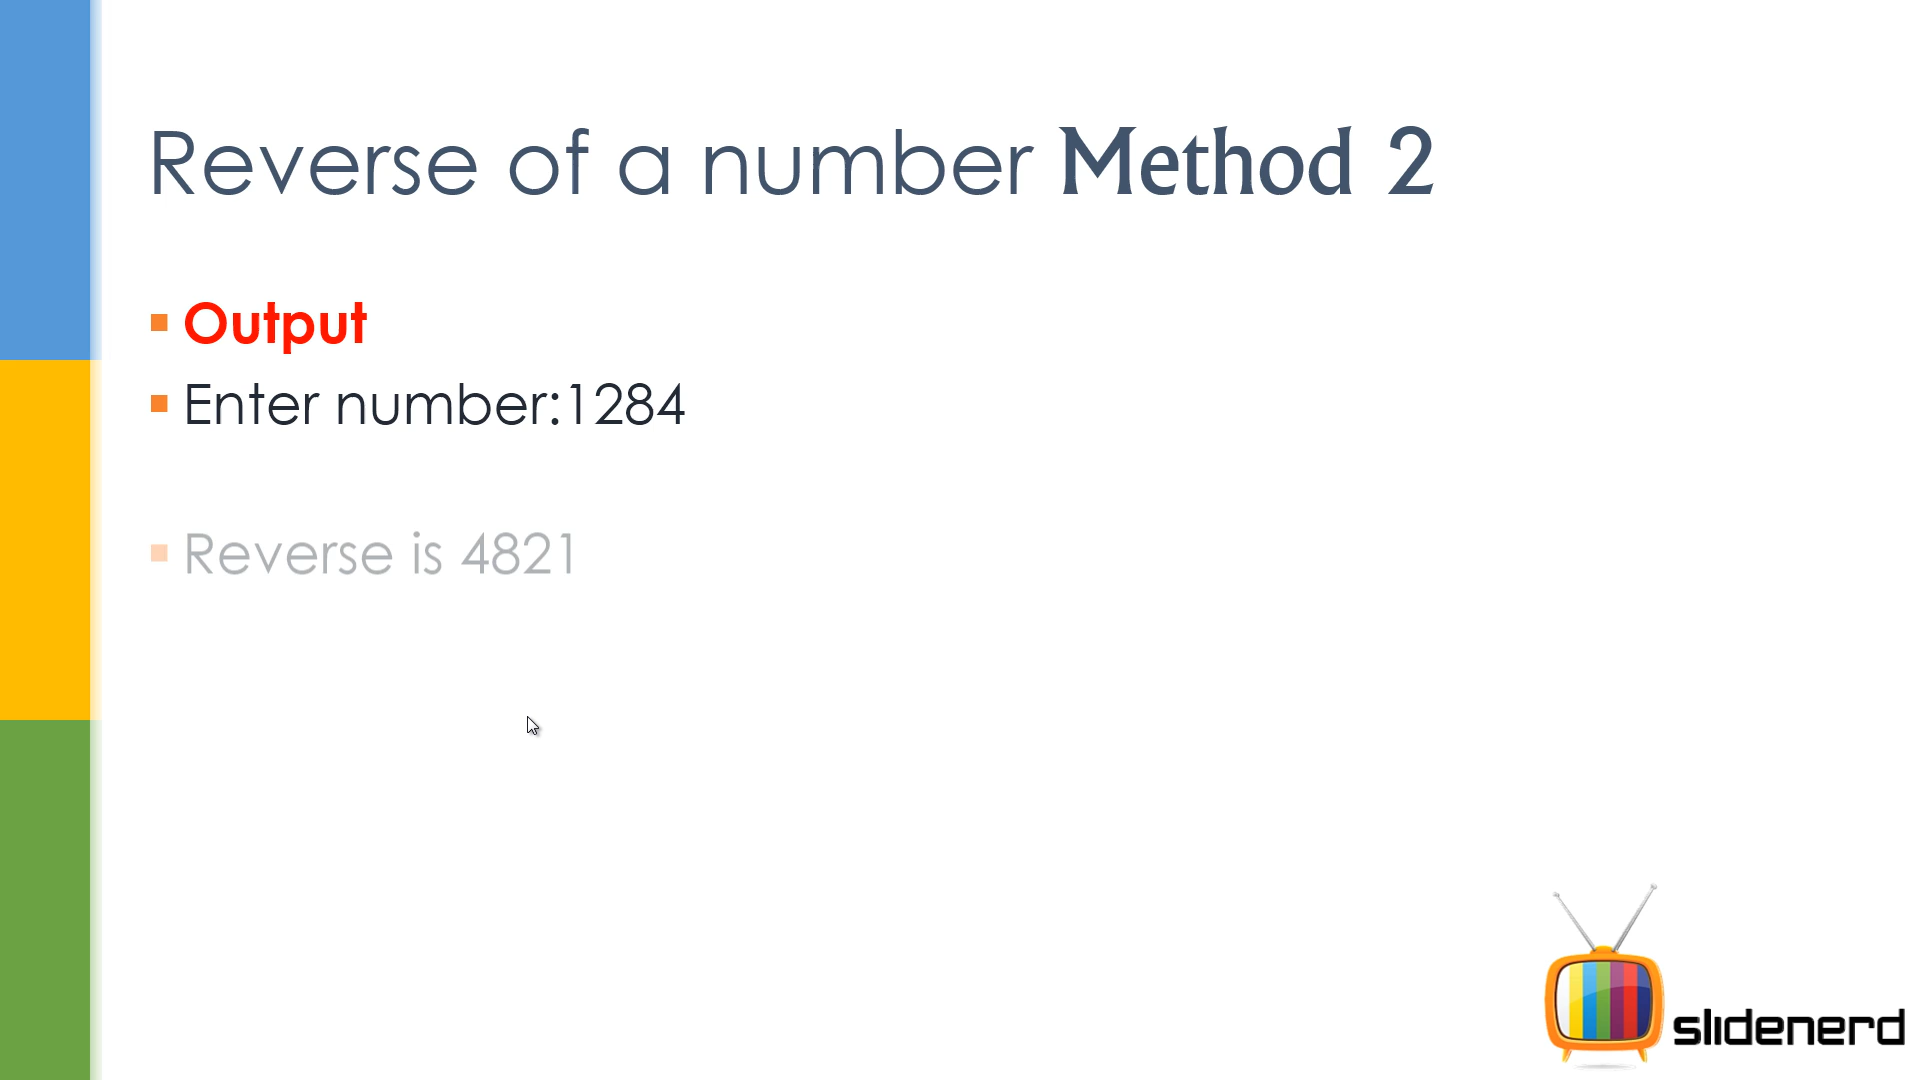 Reverse of a number Method 2
Output
Enter number:1284
Reverse is 4821
slidenerd